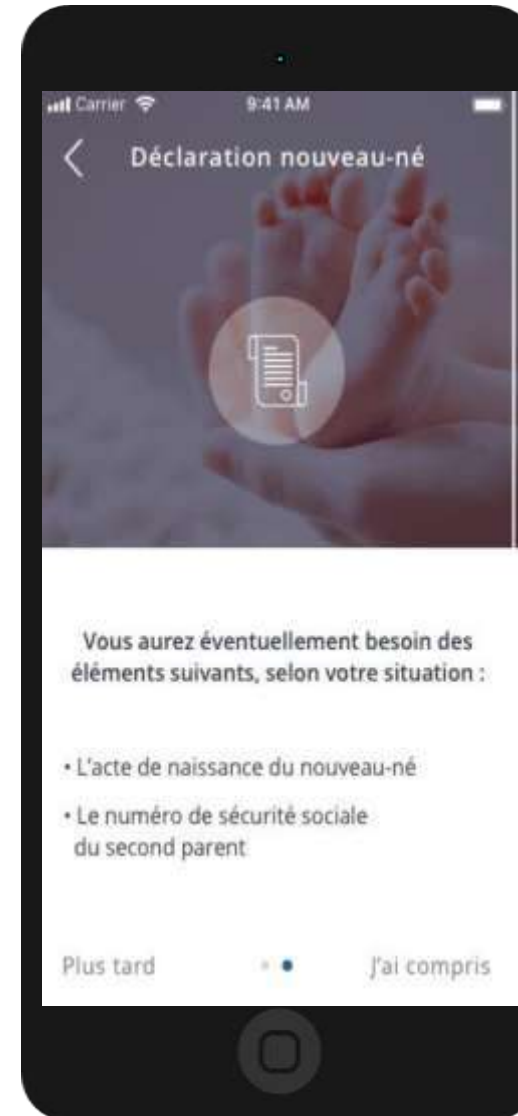 Carrier 9:41 AM
Déclaration nouveau-né
Vous aurez éventuellement besoin des
éléments suivants, selon votre situation :
• L'acte de naissance du nouveau-né
• Le numéro de sécurité sociale
du second parent
Plus tard J'ai compris